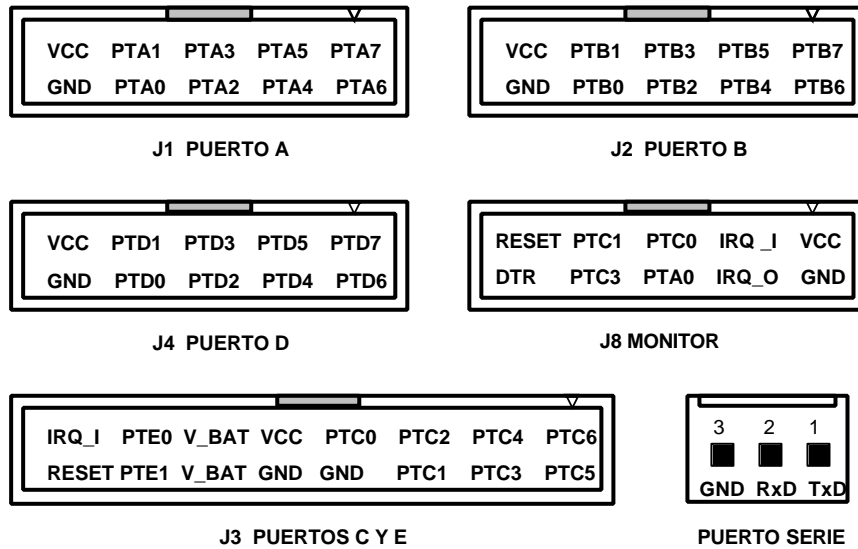 VCC PTA1 PTA3 PTA5 PTA7
GND PTA0 PTA2 PTA4 PTA6
J1 PUERTO A
VCC PTB1 PTB3 PTB5 PTB7
GND PTB0 PTB2 PTB4 PTB6
J2 PUERTO B
VCC PTD1 PTD3 PTD5 PTD7
GND PTD0 PTD2 PTD4 PTD6
J4 PUERTO D
RESET PTC1 PTC0 IRQ _I VCC
DTR PTC3 PTA0 IRQ_O GND
J8 MONITOR
IRQ_I PTE0 V_BAT VCC PTC0 PTC2 PTC4 PTC6
RESET PTE1 V_BAT GND GND PTC1 PTC3 PTC5
J3 PUERTOS C Y E
3 2 1
GND RxD TxD
PUERTO SERIE